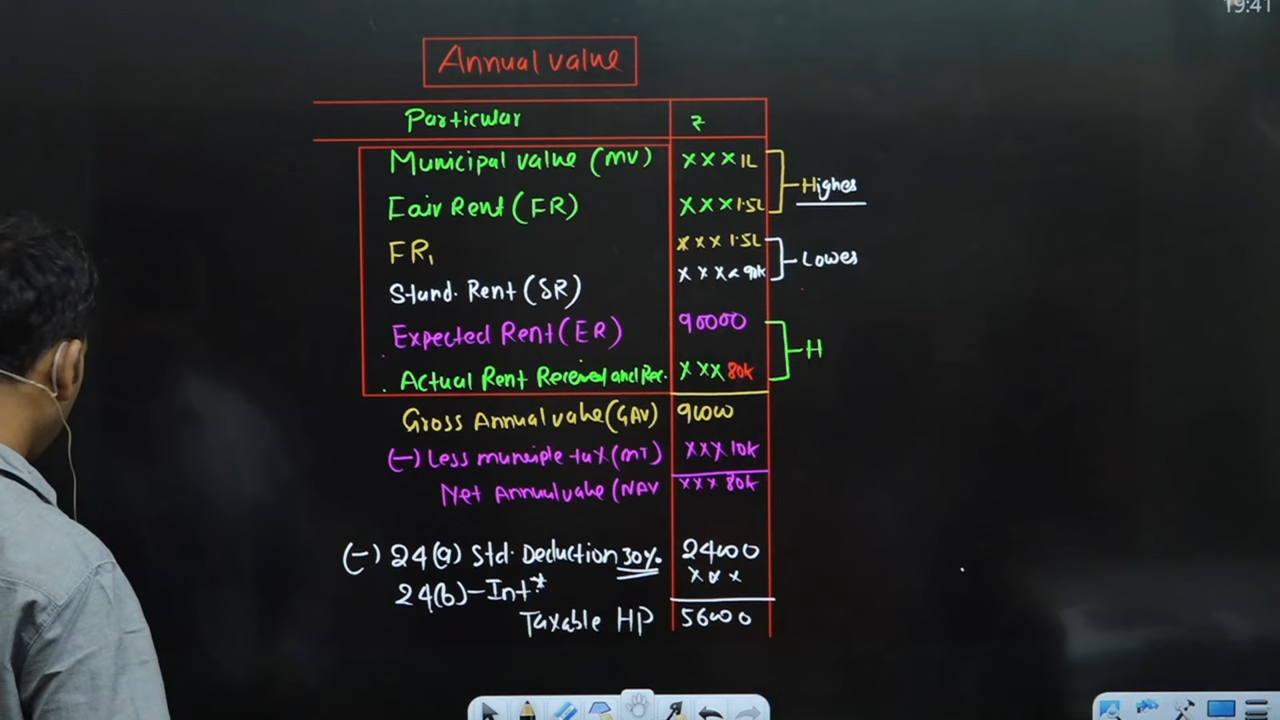 19:41
Annual value
Particular ₹
Municipal value (MV) xxx 1L
Highes
Fair Rent (FR) xxx 1.5L
FR₁ xxx 1.5L
Lowes
Stand. Rent (SR) xxx 90k
Expected Rent (ER) 90000
H
Actual Rent Received and Rec. xxx 80k
Gross Annual value (GAV) 90000
(-) Less municiple tax (MT) xxx 10k
Net Annual value (NAV xxx 80k
(-) 24(a) Std. Deduction 30% 24000
24(b) - Int* xxx
Taxable HP 56000